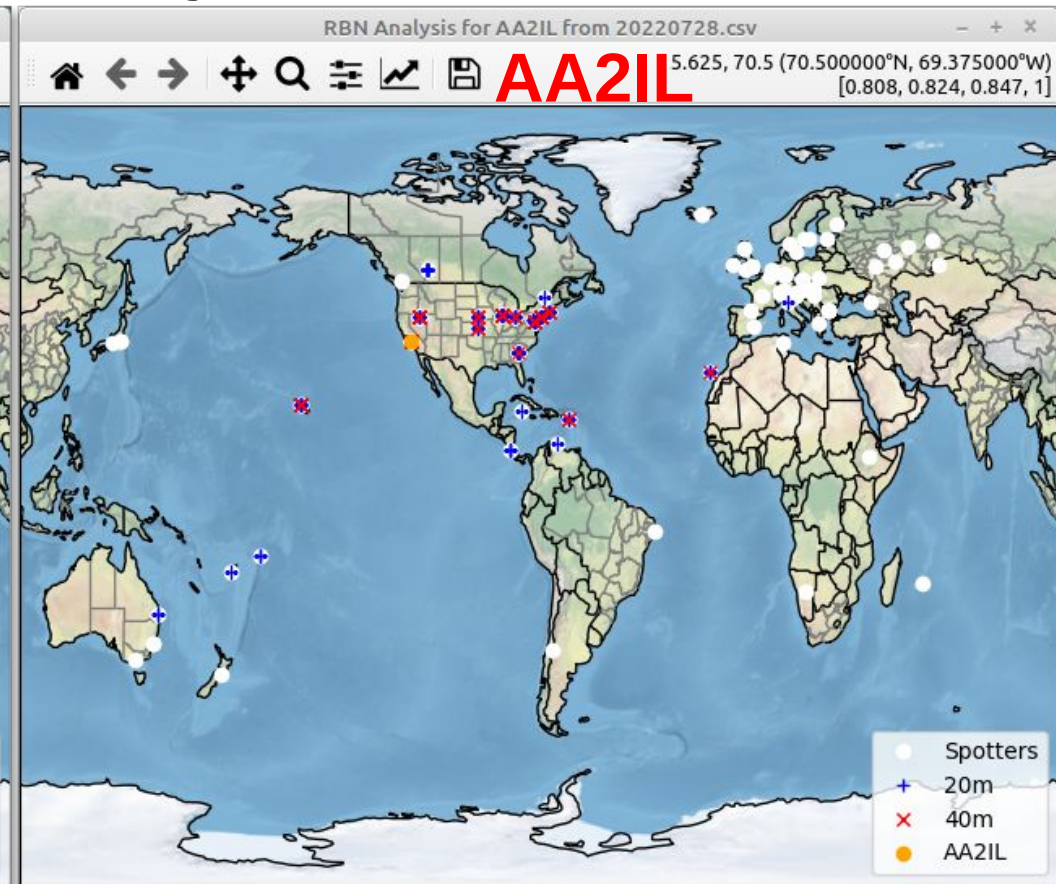 RBN Analysis for AA2IL from 20220728.csv
AA2IL
5.625, 70.5 (70.500000°N, 69.375000°W)
[0.808, 0.824, 0.847, 1]
Spotters
20m
40m
AA2IL